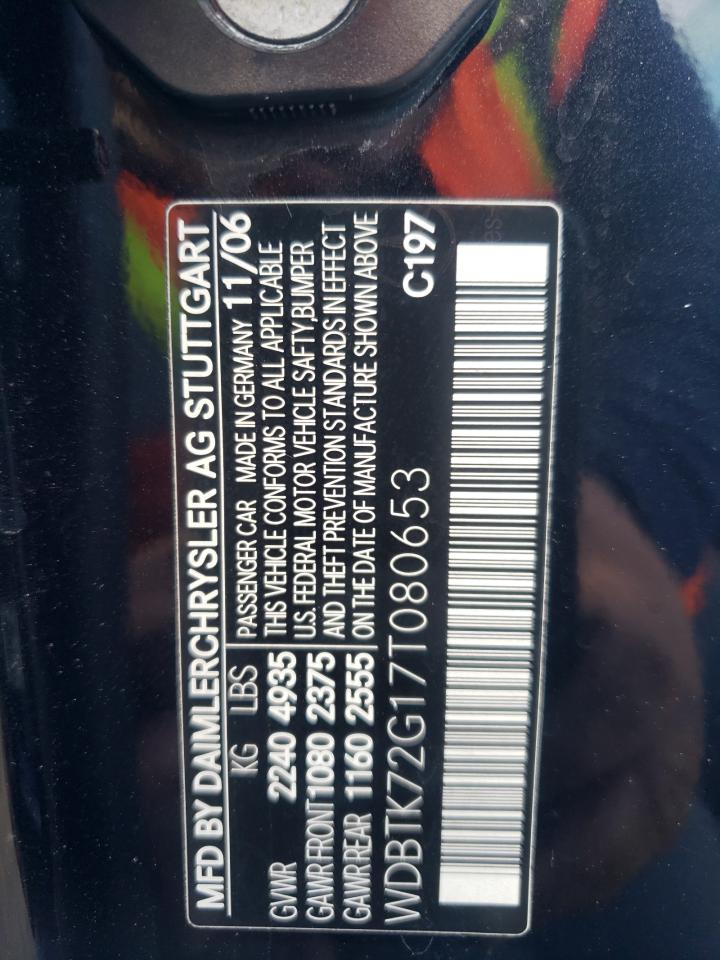 MFD BY DAIMLERCHRYSLER AG STUTTGART
KG LBS
GVWR 2240 4935
GAWR FRONT 1080 2375
GAWR REAR 1160 2555
PASSENGER CAR MADE IN GERMANY 11/06
THIS VEHICLE CONFORMS TO ALL APPLICABLE
U.S. FEDERAL MOTOR VEHICLE SAFTY,BUMPER
AND THEFT PREVENTION STANDARDS IN EFFECT
ON THE DATE OF MANUFACTURE SHOWN ABOVE
WDBTK72G17T080653
C197